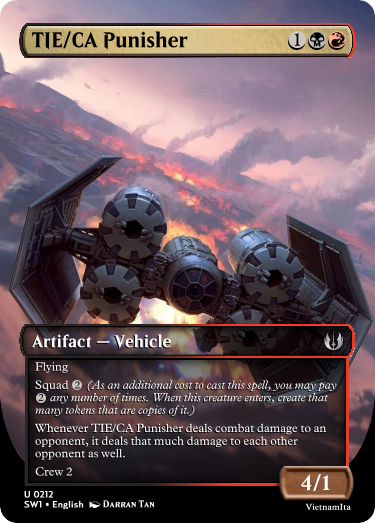 TIE/CA Punisher 1
Artifact — Vehicle
Flying
Squad 2 (As an additional cost to cast this spell, you may pay
2 any number of times. When this creature enters, create that
many tokens that are copies of it.)
Whenever TIE/CA Punisher deals combat damage to an
opponent, it deals that much damage to each other
opponent as well.
Crew 2
4/1
U 0212
SW1 • English Darran Tan
VietnamIta